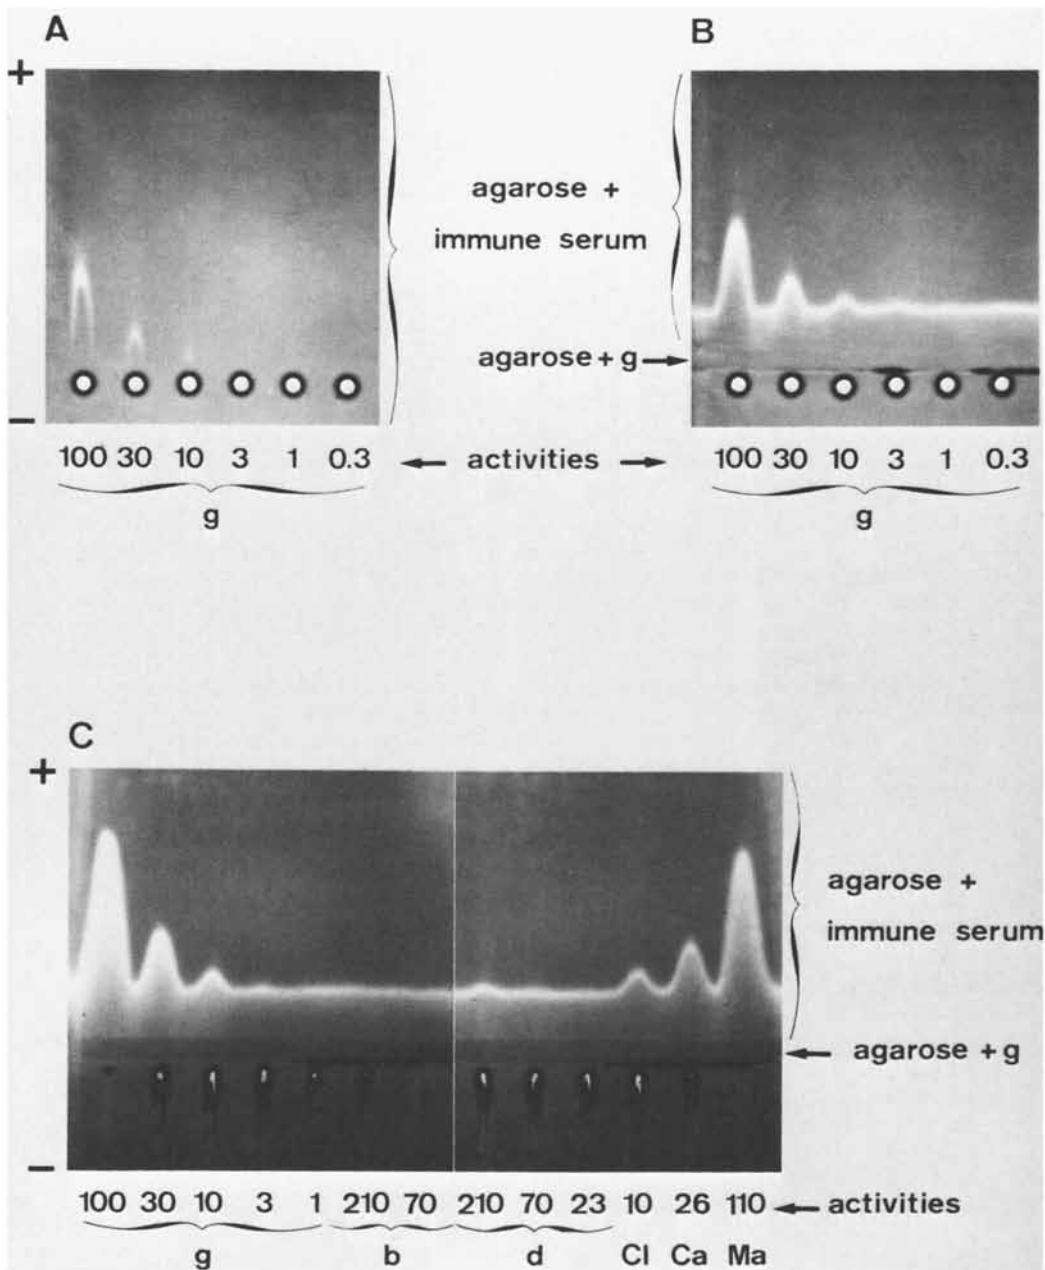 A
B
+
agarose +
immune serum
agarose + g
−
100 30 10 3 1 0.3
activities
100 30 10 3 1 0.3
g
g
C
+
agarose +
immune serum
agarose + g
−
100 30 10 3 1 210 70 210 70 23 10 26 110
activities
g b d Cl Ca Ma